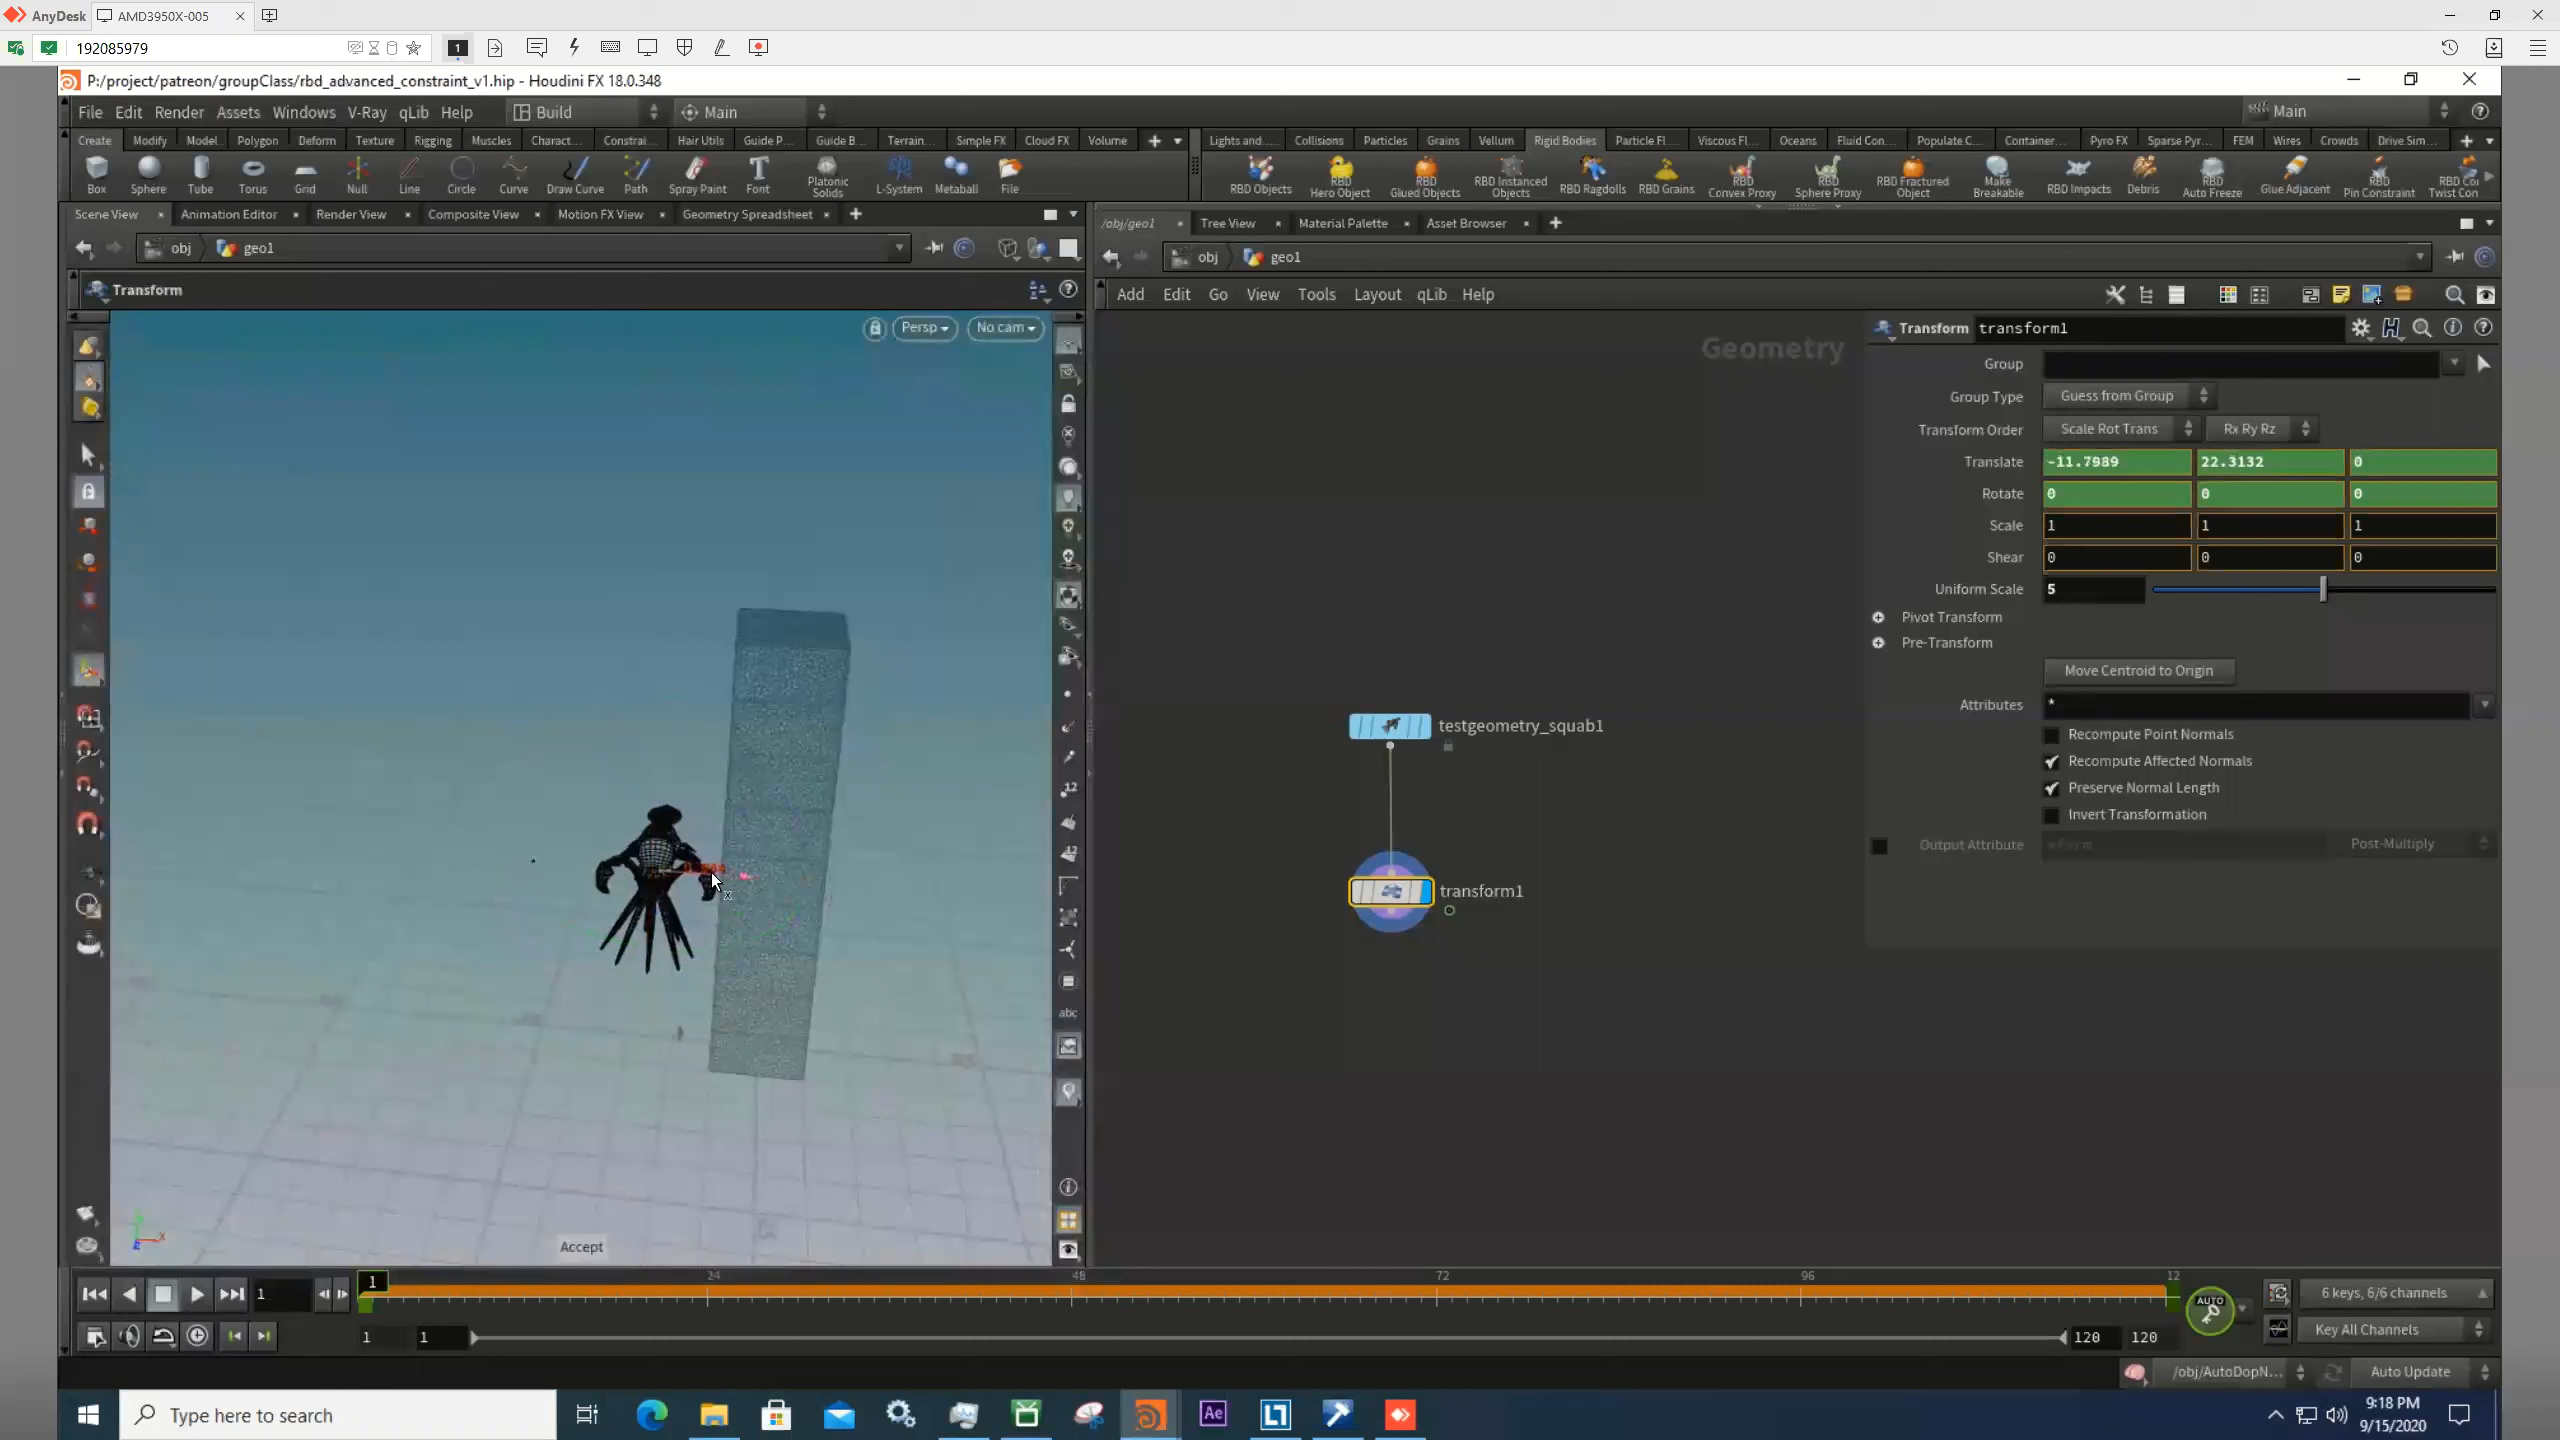 AnyDesk
AMD3950X-005
192085979
1
P:/project/patreon/groupClass/rbd_advanced_constraint_v1.hip - Houdini FX 18.0.348
File Edit Render Assets Windows V-Ray qLib Help
Build
Main
Main
Create Modify Model Polygon Deform Texture Rigging Muscles Charact... Constrai... Hair Utils Guide P... Guide B... Terrain... Simple FX Cloud FX Volume
Box Sphere Tube Torus Grid Null Line Circle Curve Draw Curve Path Spray Paint Font Platonic Solids L-System Metaball File
Lights and... Collisions Particles Grains Vellum Rigid Bodies Particle Fl... Viscous Fl... Oceans Fluid Con... Populate C... Container... Pyro FX Sparse Pyr... FEM Wires Crowds Drive Sim...
RBD Objects RBD Hero Object RBD Glued Objects RBD Instanced Objects RBD Ragdolls RBD Grains RBD Convex Proxy RBD Sphere Proxy RBD Fractured Object Make Breakable RBD Impacts Debris RBD Auto Freeze Glue Adjacent RBD Pin Constraint RBD Co Twist Con
Scene View Animation Editor Render View Composite View Motion FX View Geometry Spreadsheet
obj geo1
/obj/geo1 Tree View Material Palette Asset Browser
obj geo1
Transform
Add Edit Go View Tools Layout qLib Help
Persp
No cam
Geometry
Transform transform1
Group
Group Type Guess from Group
Transform Order Scale Rot Trans Rx Ry Rz
Translate -11.7989 22.3132 0
Rotate 0 0 0
Scale 1 1 1
Shear 0 0 0
Uniform Scale 5
Pivot Transform
Pre-Transform
Move Centroid to Origin
Attributes *
Recompute Point Normals
Recompute Affected Normals
Preserve Normal Length
Invert Transformation
Output Attribute xform Post-Multiply
testgeometry_squab1
transform1
x
12
12
abc
Accept
1
1 24 48 72 96 12
AUTO
6 keys, 6/6 channels
1 1 120 120
Key All Channels
/obj/AutoDopN...
Auto Update
Type here to search
Ae
9:18 PM
9/15/2020